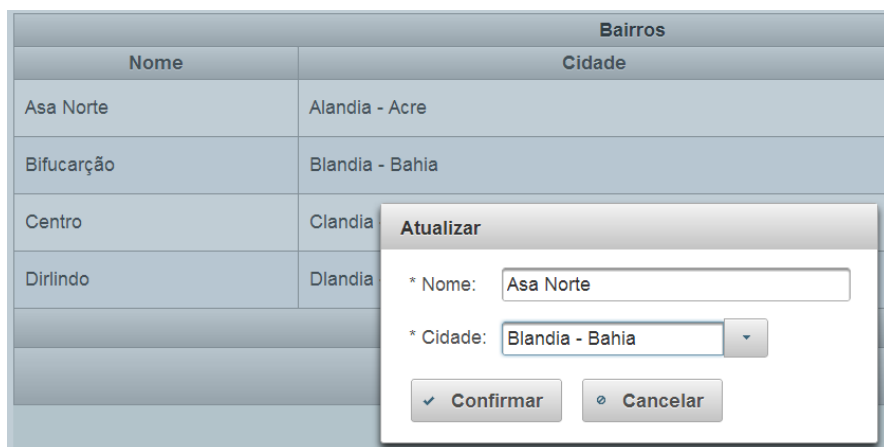 Bairros
Nome Cidade
Asa Norte Alandia - Acre
Bifucarção Blandia - Bahia
Centro Clandia
Dirlindo Dlandia
Atualizar
* Nome: Asa Norte
* Cidade: Blandia - Bahia
Confirmar Cancelar